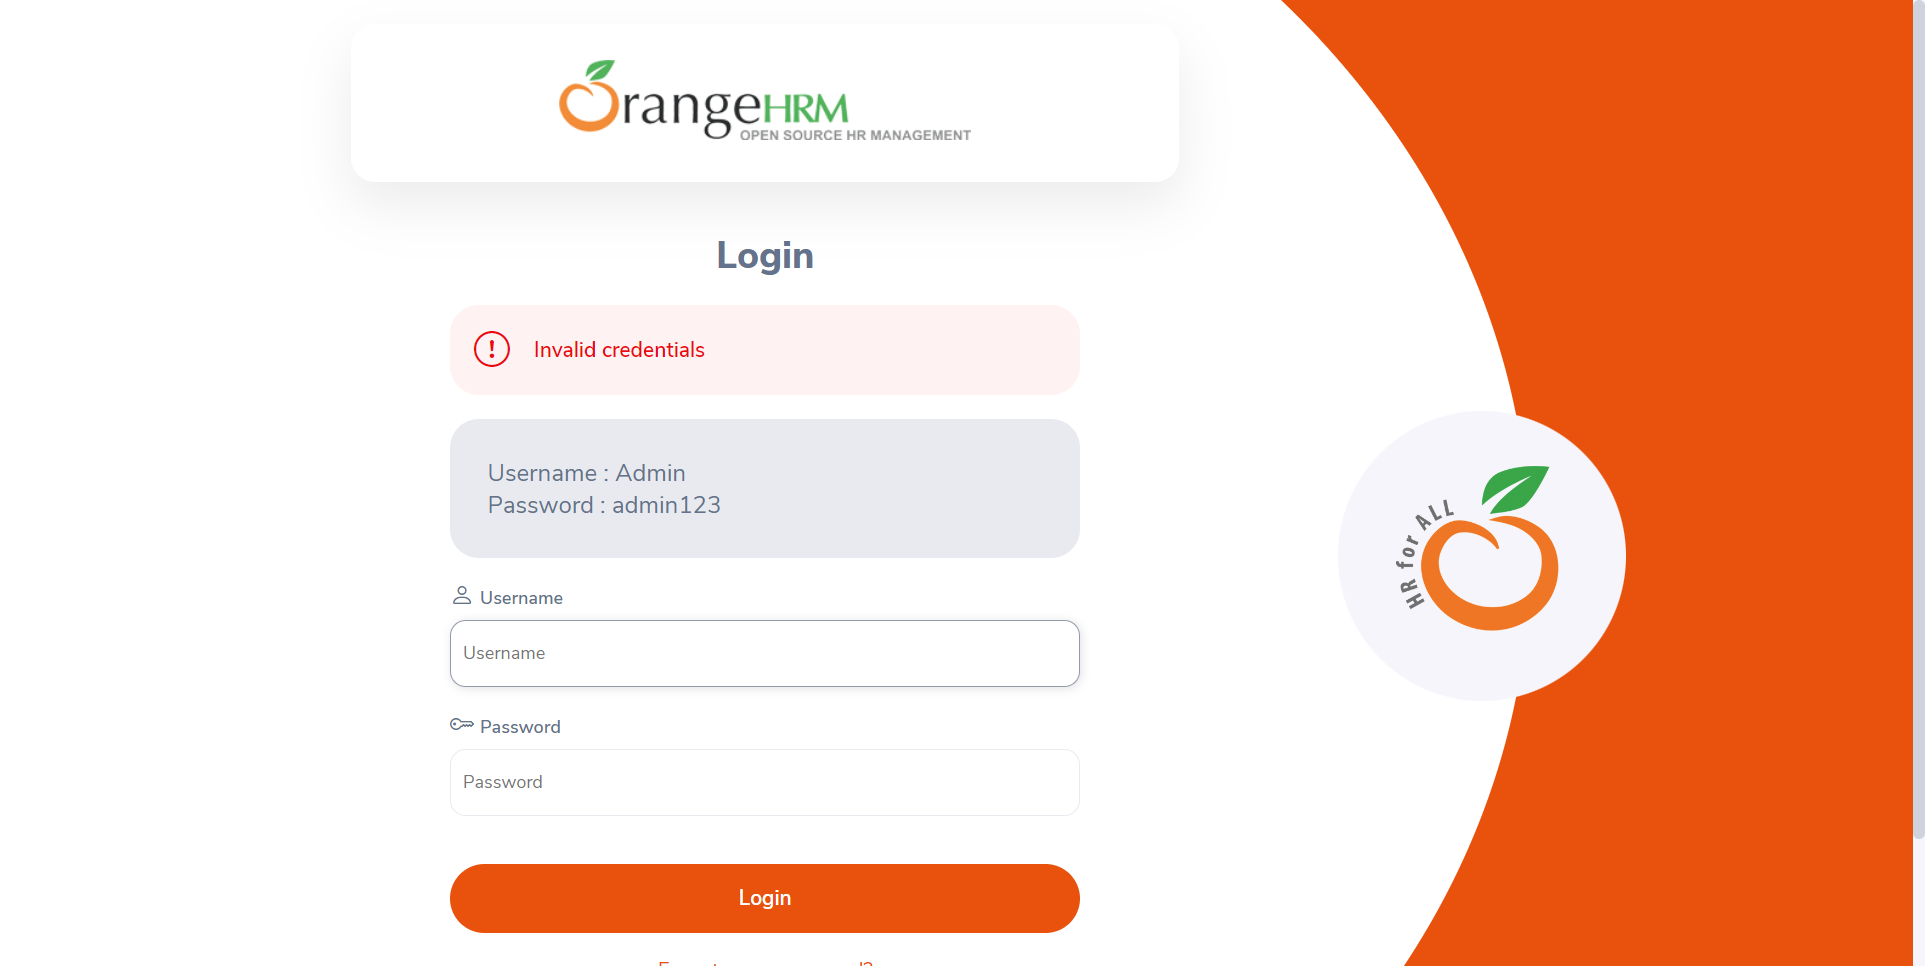 OrangeHRM
OPEN SOURCE HR MANAGEMENT
Login
! Invalid credentials
Username : Admin
Password : admin123
Username
Username
Password
Password
Login
HR for ALL